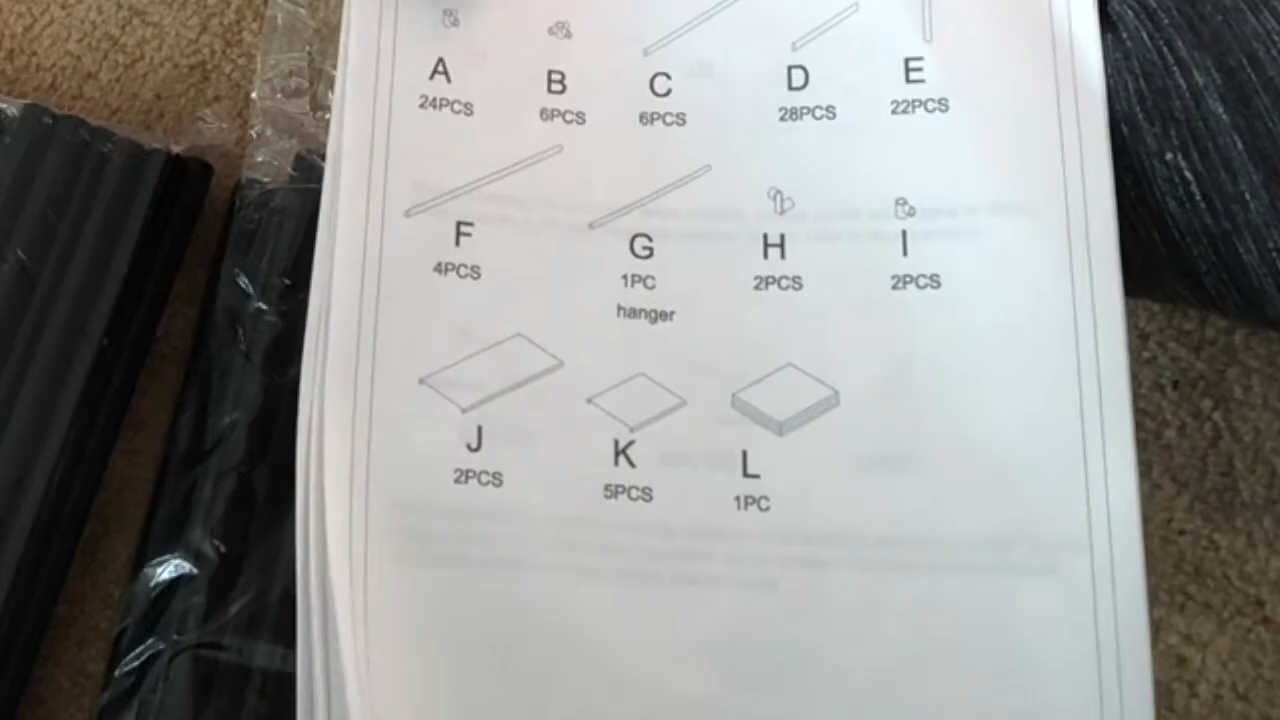 A B C D E
24PCS 6PCS 6PCS 28PCS 22PCS
F G H I
4PCS 1PC 2PCS 2PCS
hanger
J K L
2PCS 5PCS 1PC